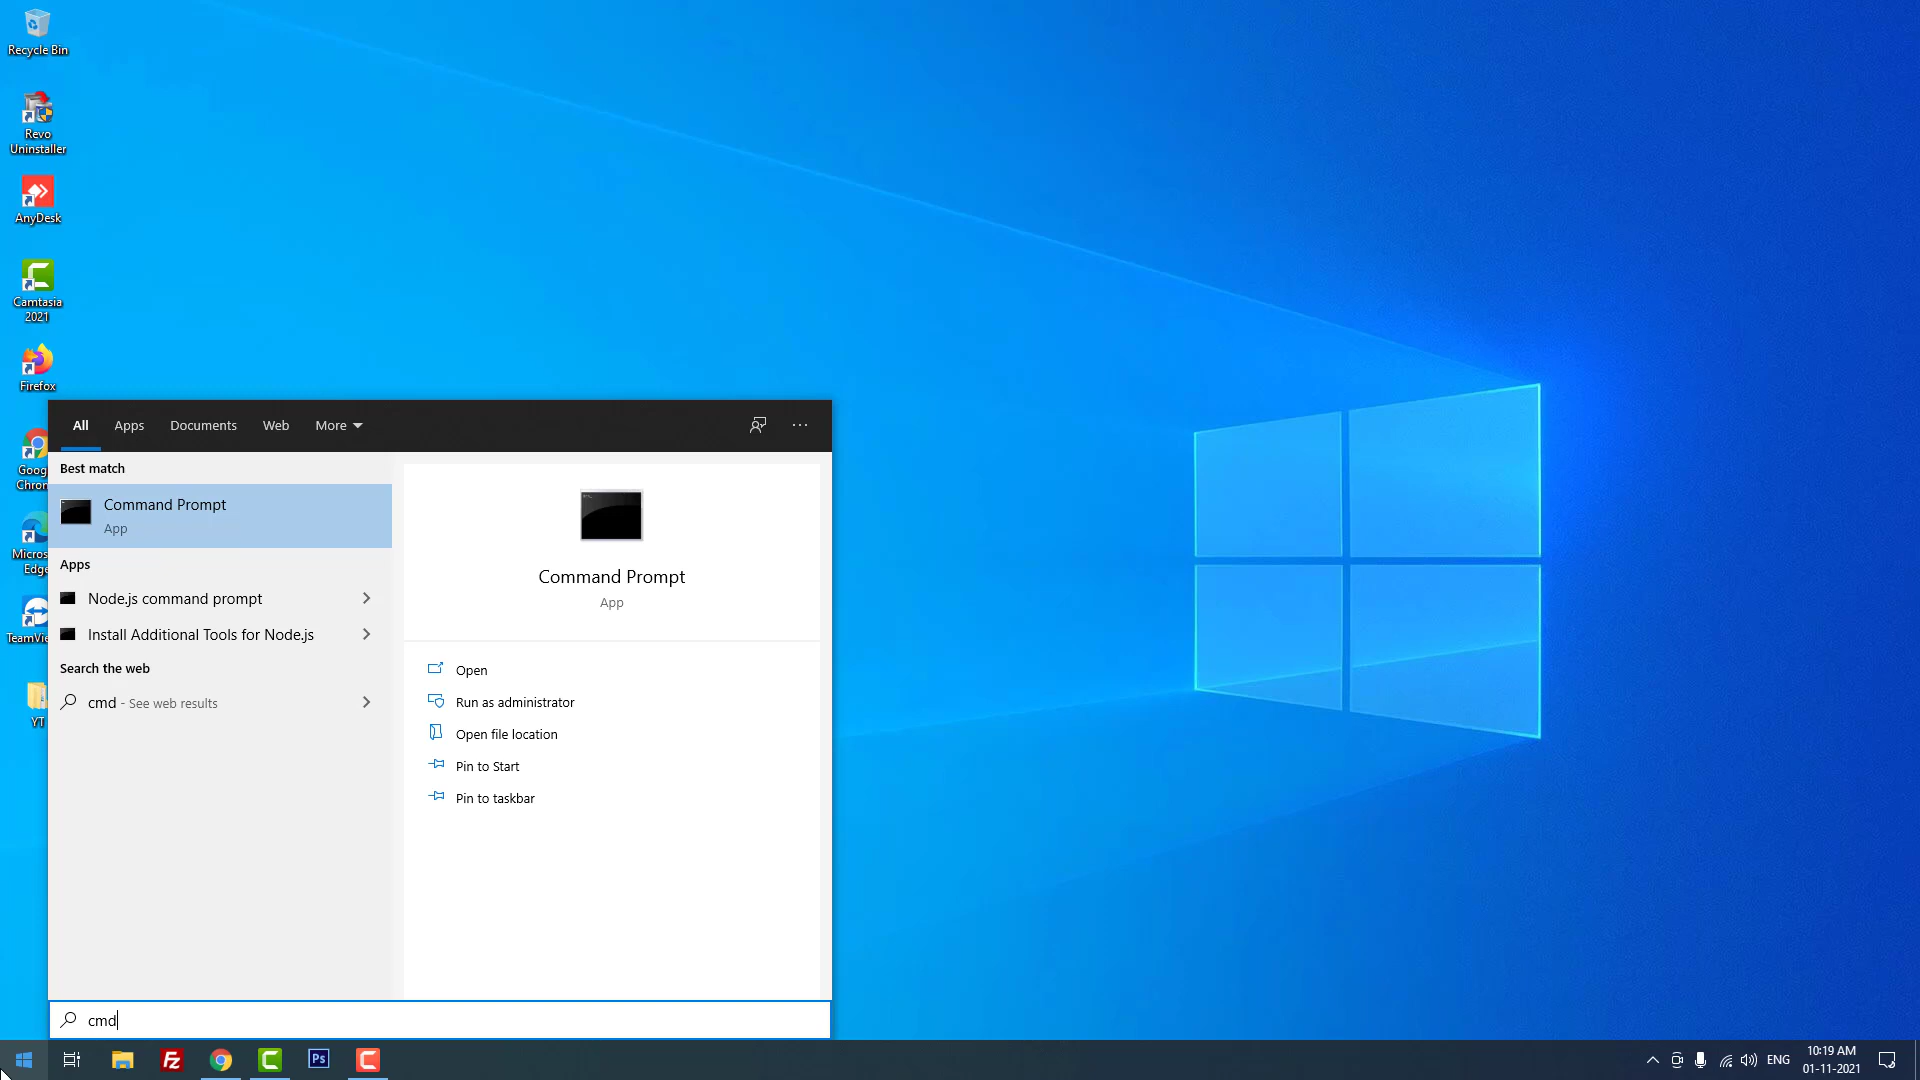 Recycle Bin
Revo
Uninstaller
AnyDesk
Camtasia
2021
Firefox
Goog
Chron
Micros
Edge
TeamVie
YT
All
Apps
Documents
Web
More
Best match
Command Prompt
App
Apps
Node.js command prompt
Install Additional Tools for Node.js
Search the web
cmd - See web results
Command Prompt
App
Open
Run as administrator
Open file location
Pin to Start
Pin to taskbar
cmd
Fz
Ps
ENG
10:19 AM
01-11-2021